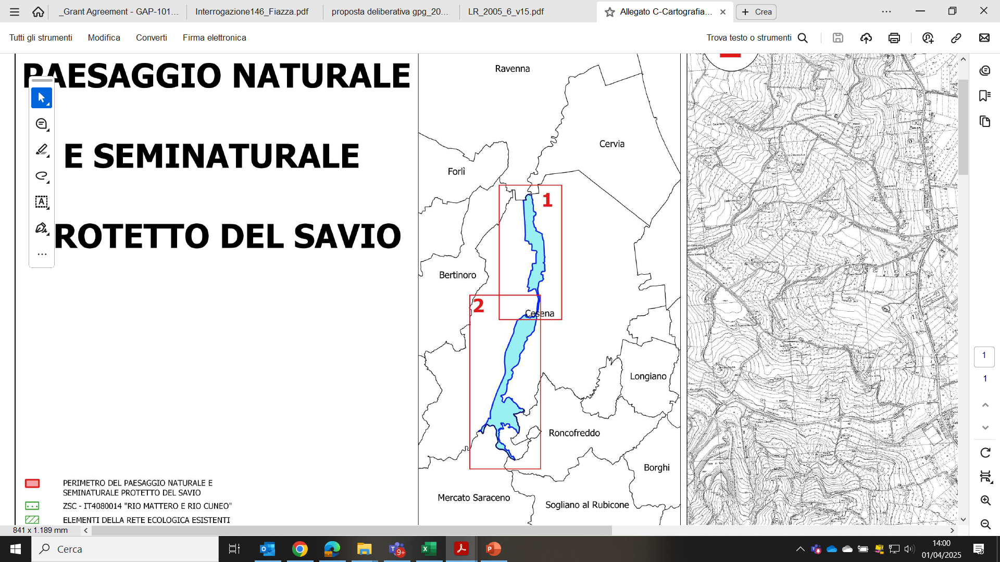 _Grant Agreement - GAP-101...
Interrogazione146_Fiazza.pdf
proposta deliberativa gpg_20...
LR_2005_6_v15.pdf
Allegato C-Cartografia...
Crea
Tutti gli strumenti
Modifica
Converti
Firma elettronica
Trova testo o strumenti
PAESAGGIO NATURALE
E SEMINATURALE
ROTETTO DEL SAVIO
Ravenna
Cervia
Forlì
1
Bertinoro
2
Cesena
Longiano
Roncofreddo
Borghi
Mercato Saraceno
Sogliano al Rubicone
PERIMETRO DEL PAESAGGIO NATURALE E
SEMINATURALE PROTETTO DEL SAVIO
ZSC - IT4080014 "RIO MATTERO E RIO CUNEO"
ELEMENTI DELLA RETE ECOLOGICA ESISTENTI
1
1
841 x 1.189 mm
Cerca
9+
14:00
01/04/2025